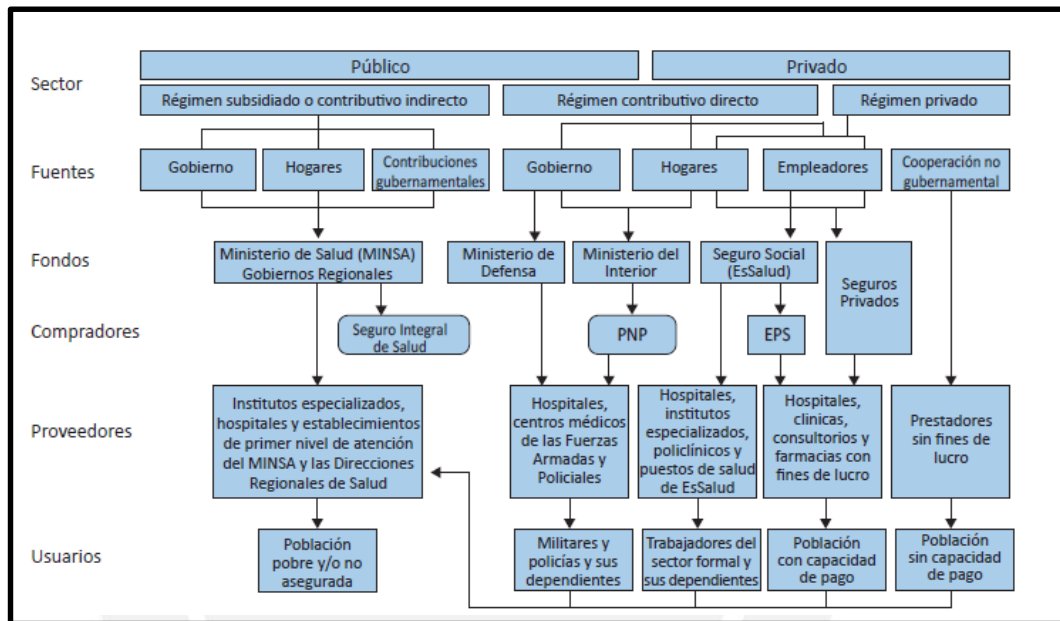 Público
Privado
Sector
Régimen subsidiado o contributivo indirecto
Régimen contributivo directo
Régimen privado
Fuentes
Gobierno
Hogares
Contribuciones
gubernamentales
Gobierno
Hogares
Empleadores
Cooperación no
gubernamental
Fondos
Ministerio de Salud (MINSA)
Gobiernos Regionales
Ministerio de
Defensa
Ministerio del
Interior
Seguro Social
(EsSalud)
Seguros
Privados
Compradores
Seguro Integral
de Salud
PNP
EPS
Proveedores
Institutos especializados,
hospitales y establecimientos
de primer nivel de atención
del MINSA y las Direcciones
Regionales de Salud
Hospitales,
centros médicos
de las Fuerzas
Armadas y
Policiales
Hospitales,
institutos
especializados,
policlínicos y
puestos de salud
de EsSalud
Hospitales,
clinicas,
consultorios y
farmacias con
fines de lucro
Prestadores
sin fines de
lucro
Usuarios
Población
pobre y/o no
asegurada
Militares y
policías y sus
dependientes
Trabajadores del
sector formal y
sus dependientes
Población
con capacidad
de pago
Población
sin capacidad
de pago